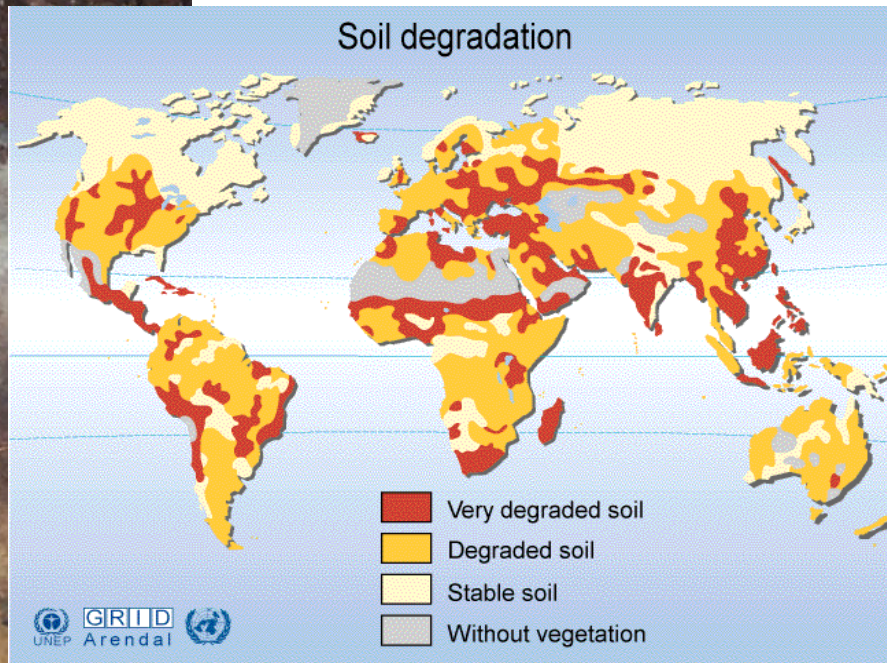 Soil degradation
Very degraded soil
Degraded soil
Stable soil
Without vegetation
UNEP
GRID
Arendal